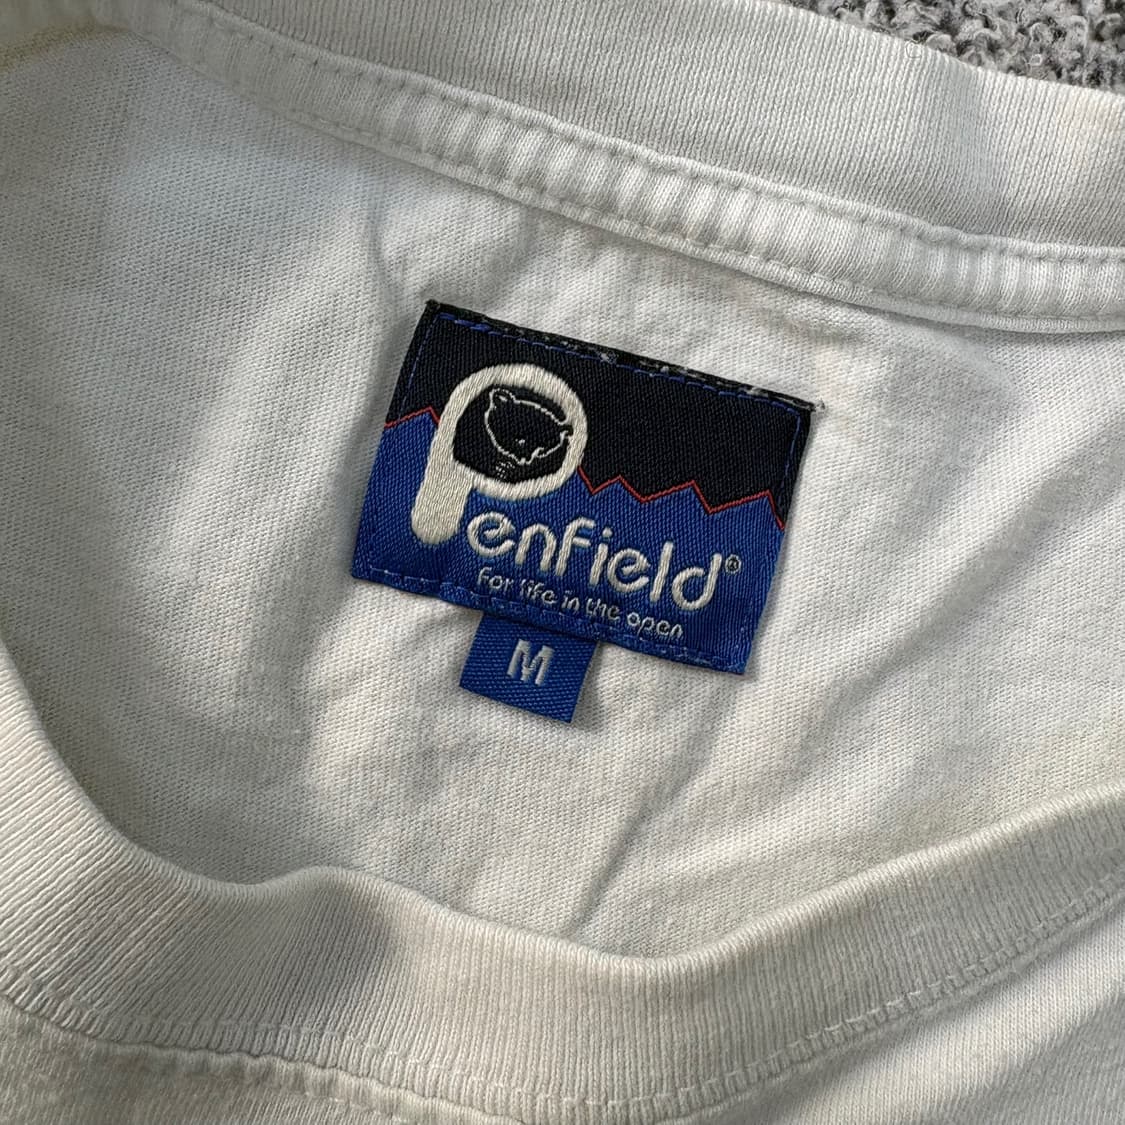 Penfield®
For life in the open
M